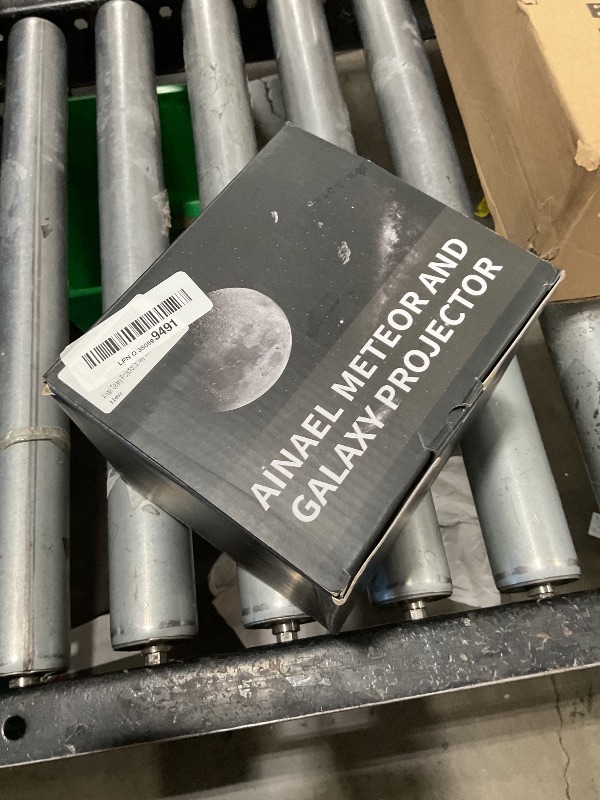 AINAEL METEOR AND
GALAXY PROJECTOR
9491